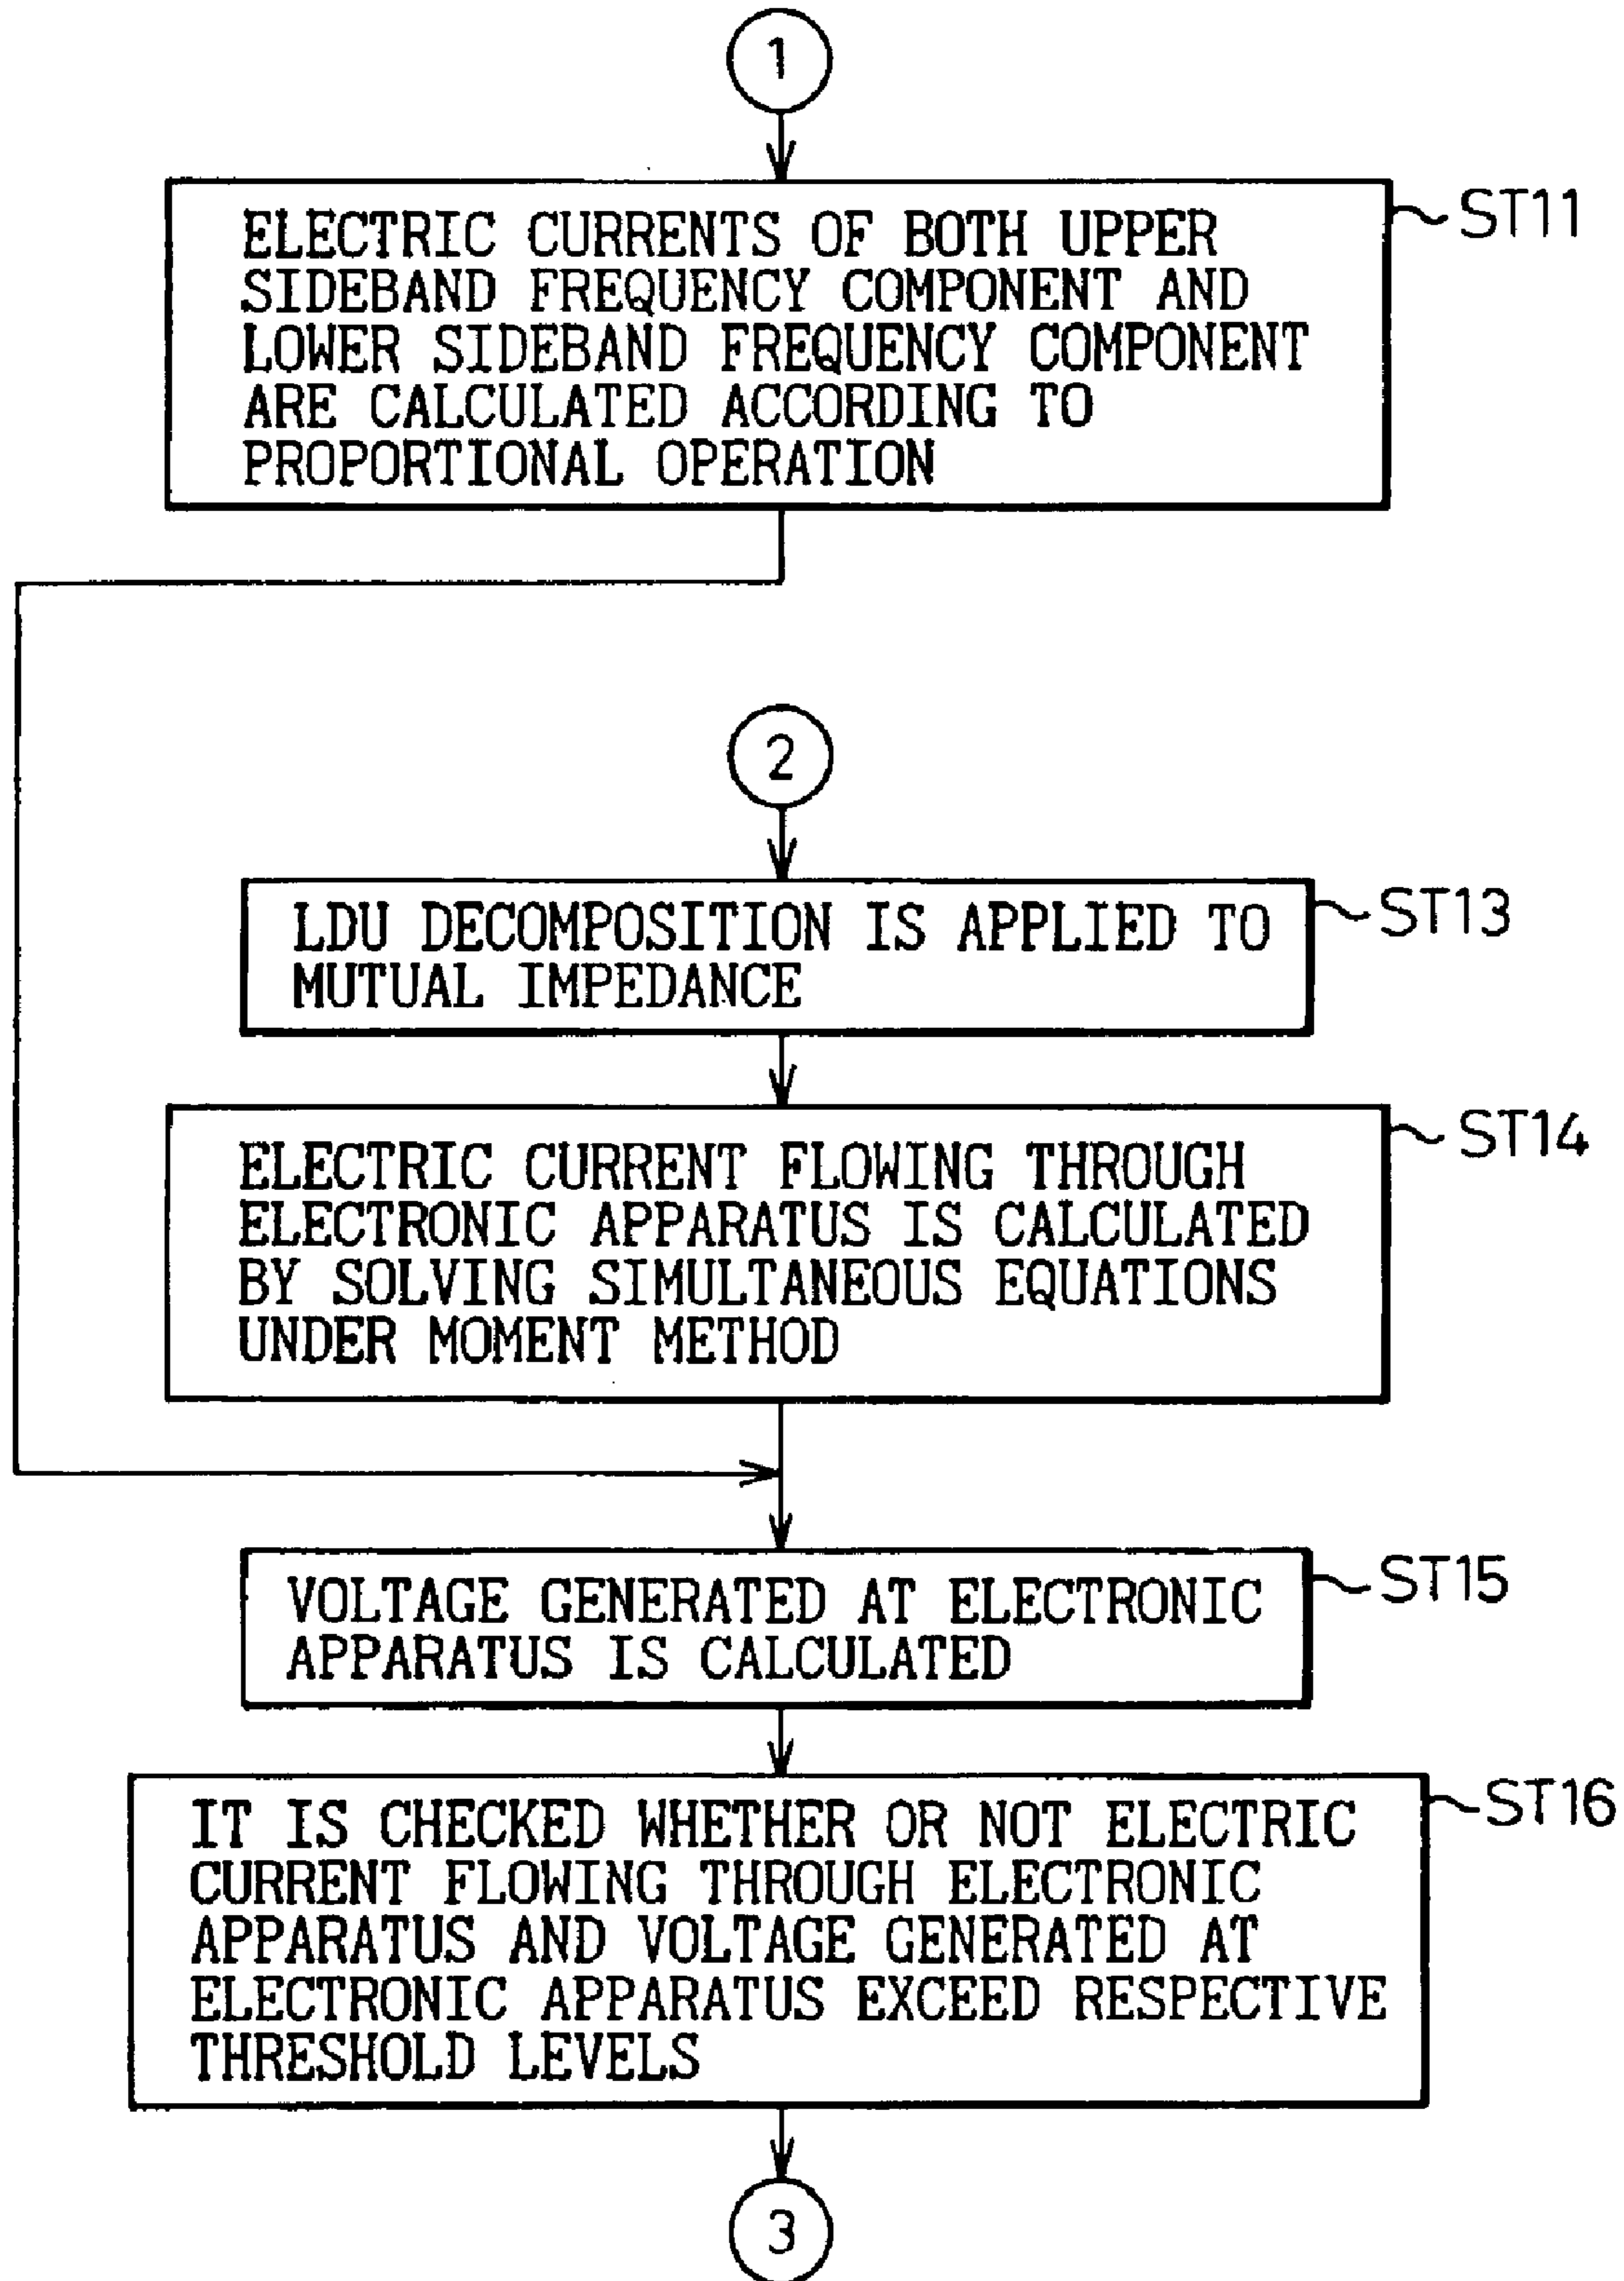 1
ELECTRIC CURRENTS OF BOTH UPPER
SIDEBAND FREQUENCY COMPONENT AND
LOWER SIDEBAND FREQUENCY COMPONENT
ARE CALCULATED ACCORDING TO
PROPORTIONAL OPERATION
ST11
2
LDU DECOMPOSITION IS APPLIED TO
MUTUAL IMPEDANCE
ST13
ELECTRIC CURRENT FLOWING THROUGH
ELECTRONIC APPARATUS IS CALCULATED
BY SOLVING SIMULTANEOUS EQUATIONS
UNDER MOMENT METHOD
ST14
VOLTAGE GENERATED AT ELECTRONIC
APPARATUS IS CALCULATED
ST15
IT IS CHECKED WHETHER OR NOT ELECTRIC
CURRENT FLOWING THROUGH ELECTRONIC
APPARATUS AND VOLTAGE GENERATED AT
ELECTRONIC APPARATUS EXCEED RESPECTIVE
THRESHOLD LEVELS
ST16
3